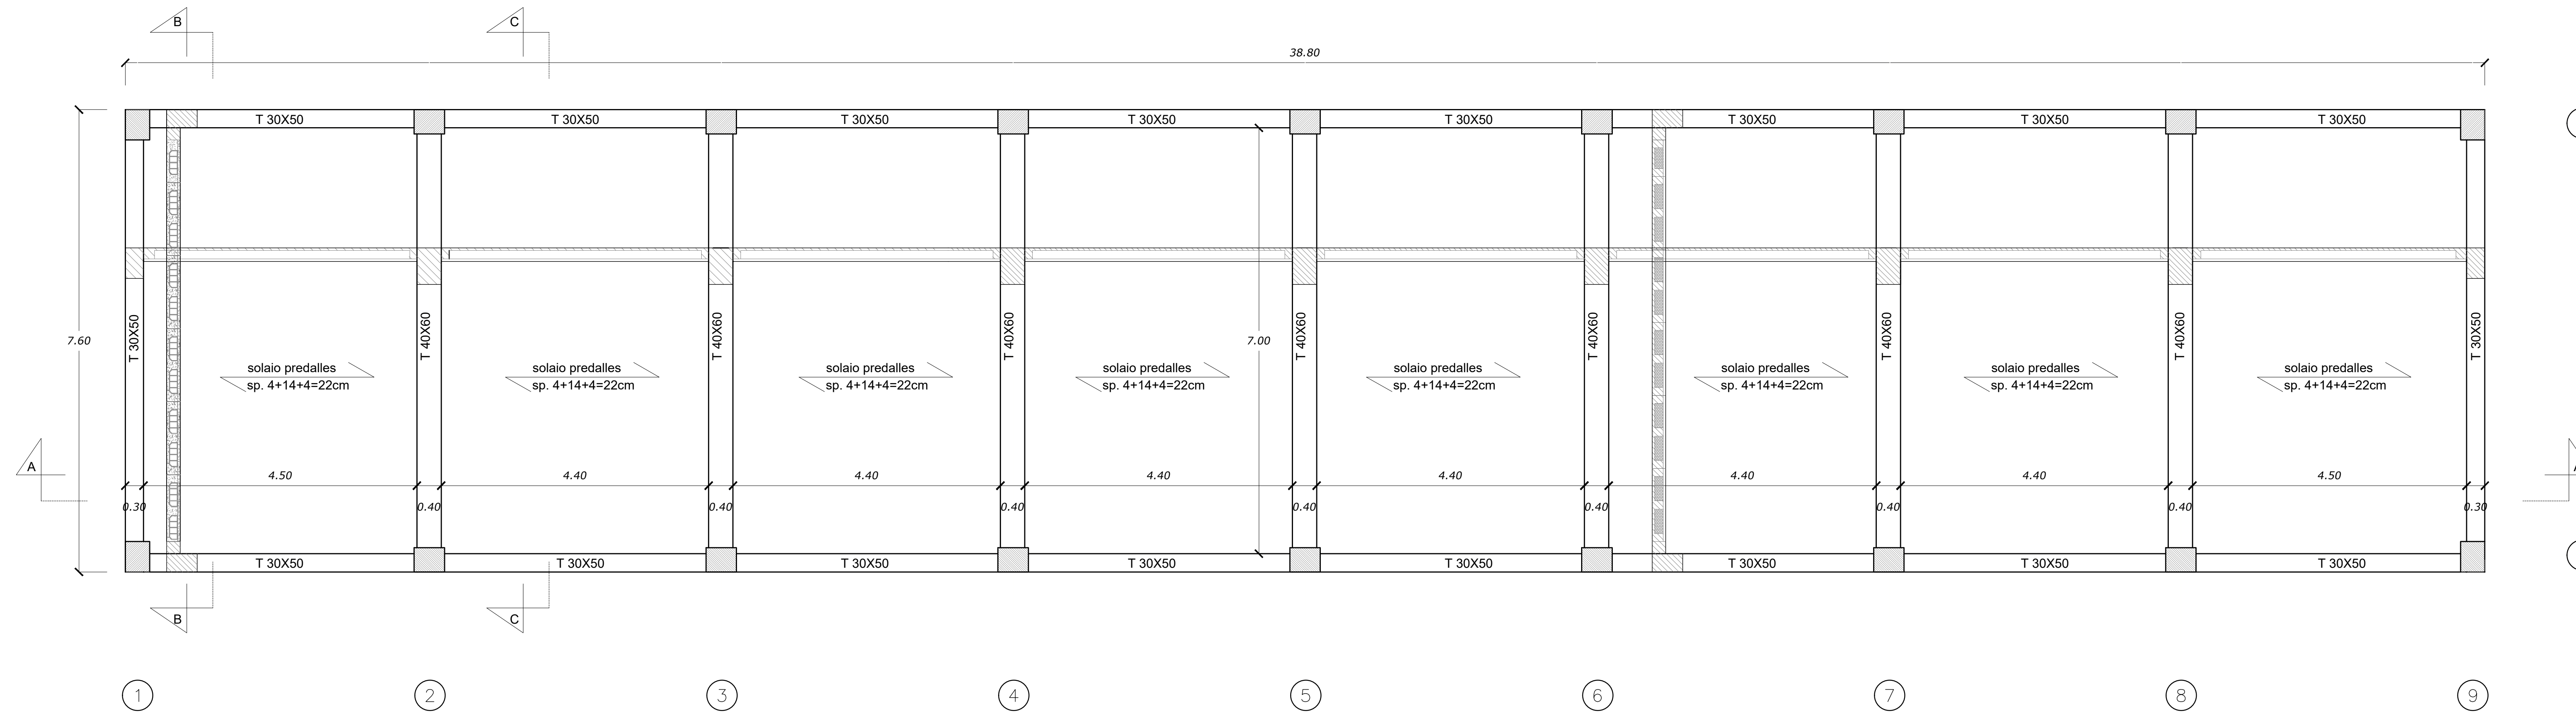 B C
38.80
T 30X50 T 30X50 T 30X50 T 30X50 T 30X50 T 30X50 T 30X50 T 30X50
7.60
7.00
T 30X50 T 40X60 T 40X60 T 40X60 T 40X60 T 40X60 T 40X60 T 40X60 T 30X50
solaio predalles solaio predalles solaio predalles solaio predalles solaio predalles solaio predalles solaio predalles solaio predalles
sp. 4+14+4=22cm sp. 4+14+4=22cm sp. 4+14+4=22cm sp. 4+14+4=22cm sp. 4+14+4=22cm sp. 4+14+4=22cm sp. 4+14+4=22cm sp. 4+14+4=22cm
A
4.50 4.40 4.40 4.40 4.40 4.40 4.40 4.50
0.30 0.40 0.40 0.40 0.40 0.40 0.40 0.40 0.30
T 30X50 T 30X50 T 30X50 T 30X50 T 30X50 T 30X50 T 30X50 T 30X50
B C
1 2 3 4 5 6 7 8 9